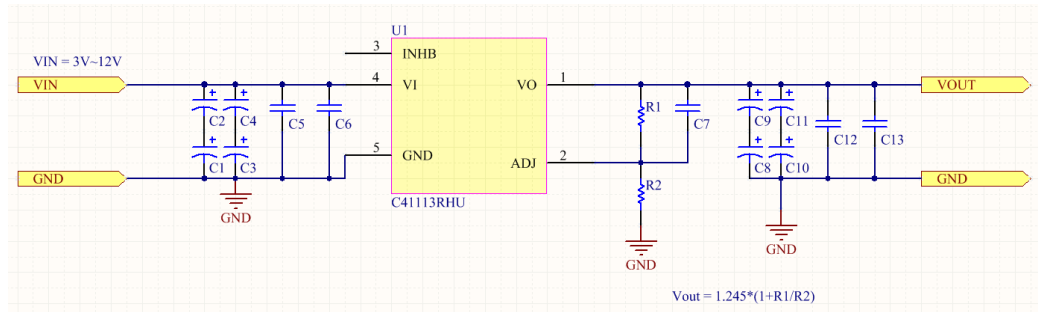 U1
VIN = 3V~12V
3 INHB
VIN
4 VI
VO 1
VOUT
C2 C4 C5 C6
R1 C7
C9 C11 C12 C13
C1 C3
5 GND
ADJ 2
C8 C10
GND
GND
R2
C41113RHU
GND
GND
GND
Vout = 1.245*(1+R1/R2)